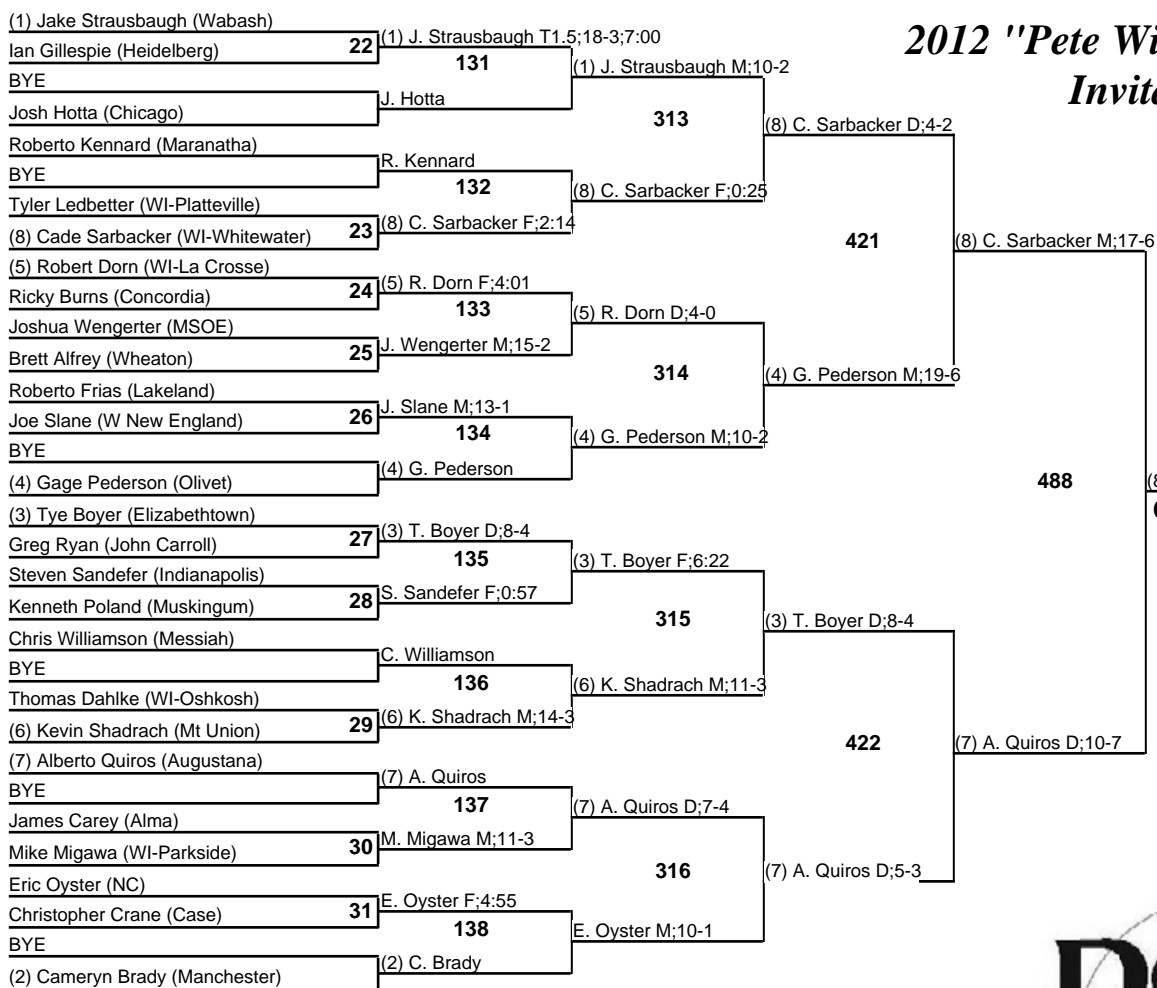 2012 "Pete Wi
Invit
(1) Jake Strausbaugh (Wabash)
Ian Gillespie (Heidelberg)
BYE
Josh Hotta (Chicago)
Roberto Kennard (Maranatha)
BYE
Tyler Ledbetter (WI-Platteville)
(8) Cade Sarbacker (WI-Whitewater)
(5) Robert Dorn (WI-La Crosse)
Ricky Burns (Concordia)
Joshua Wengerter (MSOE)
Brett Alfrey (Wheaton)
Roberto Frias (Lakeland)
Joe Slane (W New England)
BYE
(4) Gage Pederson (Olivet)
(3) Tye Boyer (Elizabethtown)
Greg Ryan (John Carroll)
Steven Sandefer (Indianapolis)
Kenneth Poland (Muskingum)
Chris Williamson (Messiah)
BYE
Thomas Dahlke (WI-Oshkosh)
(6) Kevin Shadrach (Mt Union)
(7) Alberto Quiros (Augustana)
BYE
James Carey (Alma)
Mike Migawa (WI-Parkside)
Eric Oyster (NC)
Christopher Crane (Case)
BYE
(2) Cameryn Brady (Manchester)
22
23
24
25
26
27
28
29
30
31
(1) J. Strausbaugh T1.5;18-3;7:00
J. Hotta
R. Kennard
(8) C. Sarbacker F;2:14
(5) R. Dorn F;4:01
J. Wengerter M;15-2
J. Slane M;13-1
(4) G. Pederson
(3) T. Boyer D;8-4
S. Sandefer F;0:57
C. Williamson
(6) K. Shadrach M;14-3
(7) A. Quiros
M. Migawa M;11-3
E. Oyster F;4:55
(2) C. Brady
131
132
133
134
135
136
137
138
(1) J. Strausbaugh M;10-2
(8) C. Sarbacker F;0:25
(5) R. Dorn D;4-0
(4) G. Pederson M;10-2
(3) T. Boyer F;6:22
(6) K. Shadrach M;11-3
(7) A. Quiros D;7-4
E. Oyster M;10-1
313
314
315
316
(8) C. Sarbacker D;4-2
(4) G. Pederson M;19-6
(3) T. Boyer D;8-4
(7) A. Quiros D;5-3
421
422
(8) C. Sarbacker M;17-6
(7) A. Quiros D;10-7
488
(8